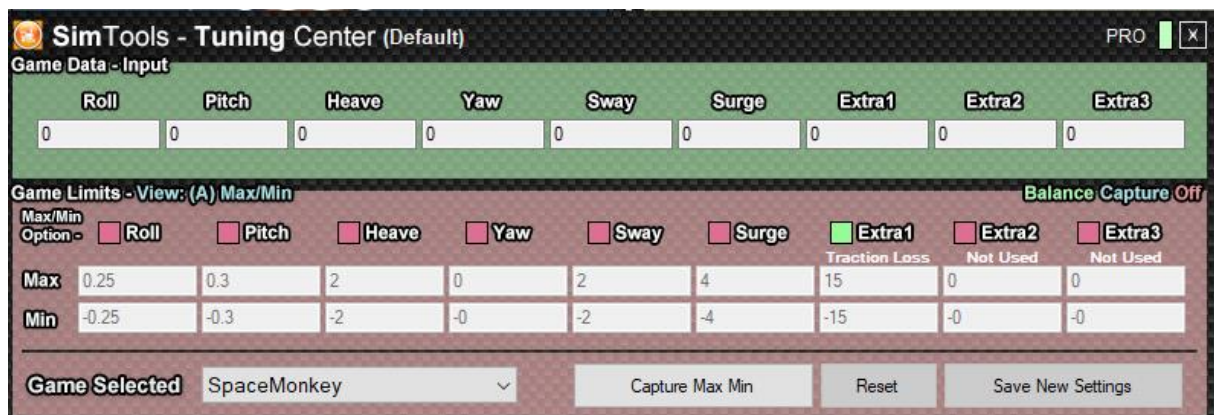 SimTools - Tuning Center (Default) PRO X
Game Data - Input
Roll Pitch Heave Yaw Sway Surge Extra1 Extra2 Extra3
0 0 0 0 0 0 0 0 0
Game Limits - View: (A) Max/Min Balance Capture Off
Max/Min
Option - Roll Pitch Heave Yaw Sway Surge Extra1 Extra2 Extra3
Traction Loss Not Used Not Used
Max 0.25 0.3 2 0 2 4 15 0 0
Min -0.25 -0.3 -2 -0 -2 -4 -15 -0 -0
Game Selected SpaceMonkey Capture Max Min Reset Save New Settings